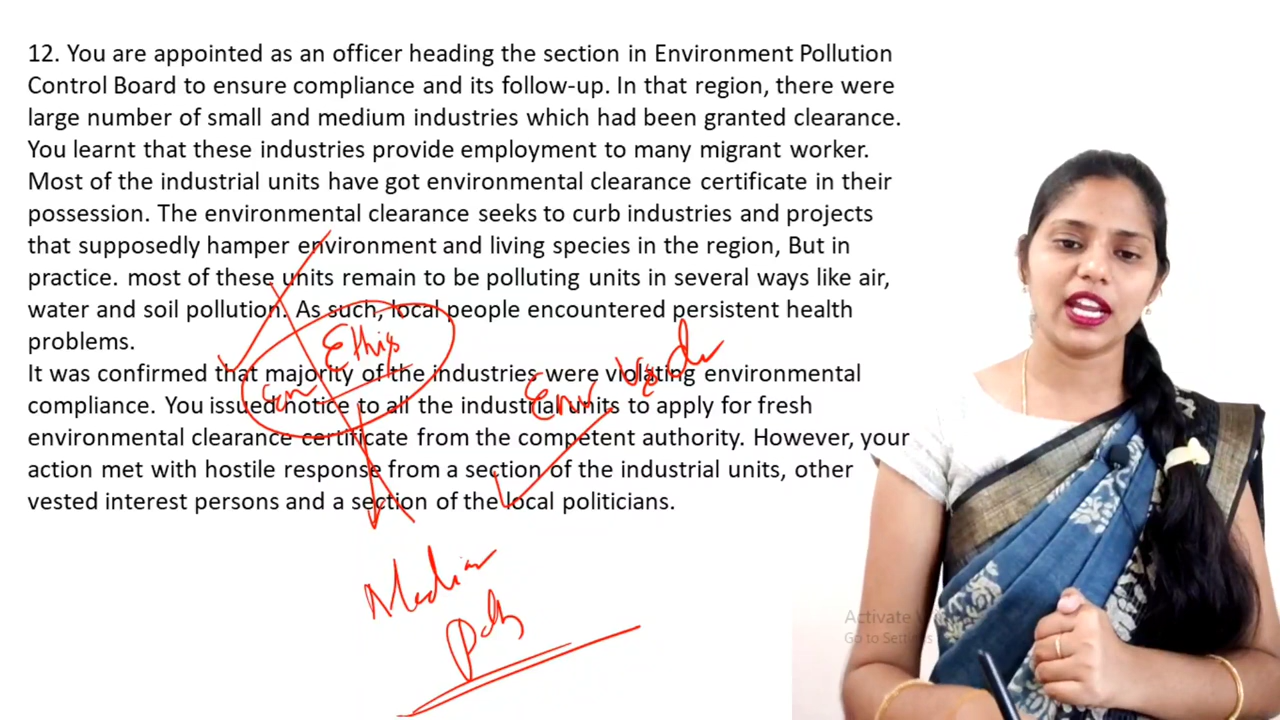 12. You are appointed as an officer heading the section in Environment Pollution
Control Board to ensure compliance and its follow-up. In that region, there were
large number of small and medium industries which had been granted clearance.
You learnt that these industries provide employment to many migrant worker.
Most of the industrial units have got environmental clearance certificate in their
possession. The environmental clearance seeks to curb industries and projects
that supposedly hamper environment and living species in the region, But in
practice. most of these units remain to be polluting units in several ways like air,
water and soil pollution. As such, local people encountered persistent health
problems.
Ethics
It was confirmed that majority of the industries were violating environmental
compliance. You issued notice to all the industrial units to apply for fresh
Env
environmental clearance certificate from the competent authority. However, your
action met with hostile response from a section of the industrial units, other
vested interest persons and a section of the local politicians.
Activate
Go to Settings